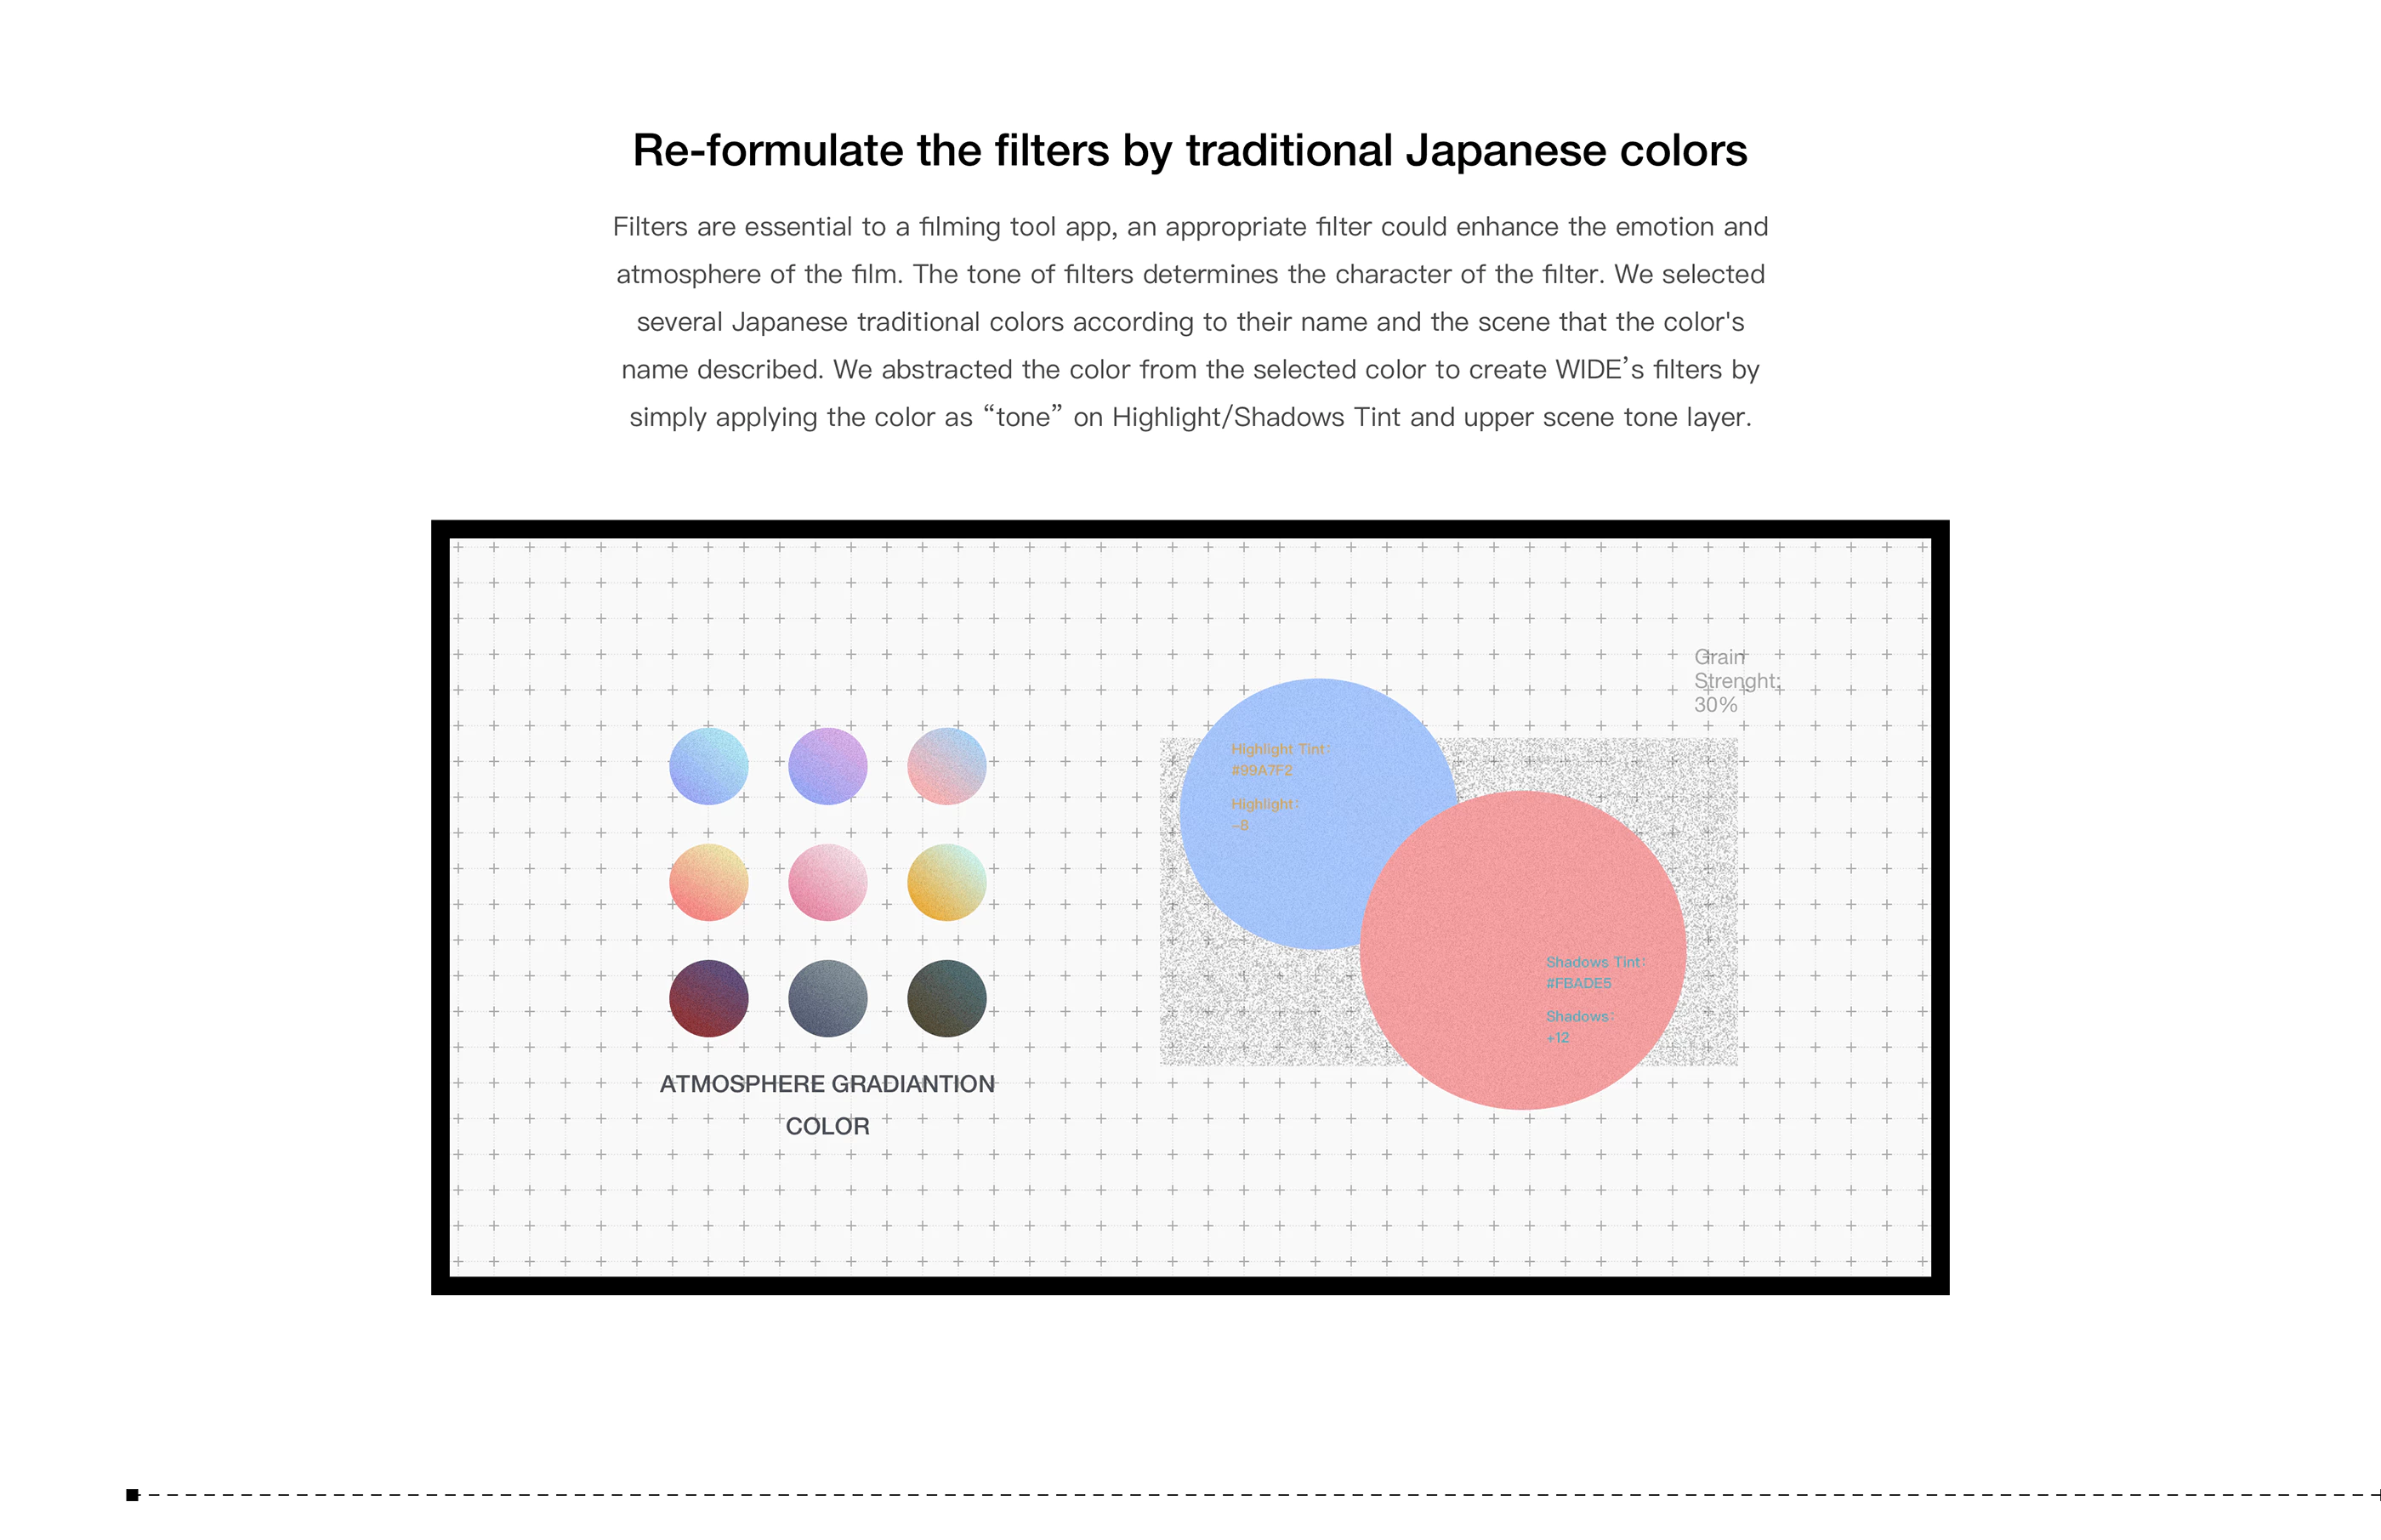 Re-formulate the filters by traditional Japanese colors
Filters are essential to a filming tool app, an appropriate filter could enhance the emotion and
atmosphere of the film. The tone of filters determines the character of the filter. We selected
several Japanese traditional colors according to their name and the scene that the color's
name described. We abstracted the color from the selected color to create WIDE’s filters by
simply applying the color as “tone” on Highlight/Shadows Tint and upper scene tone layer.
Grain
Strenght:
30%
Highlight Tint:
#99A7F2
Highlight:
-8
Shadows Tint:
#FBADE5
Shadows:
+12
ATMOSPHERE GRADIANTION
COLOR